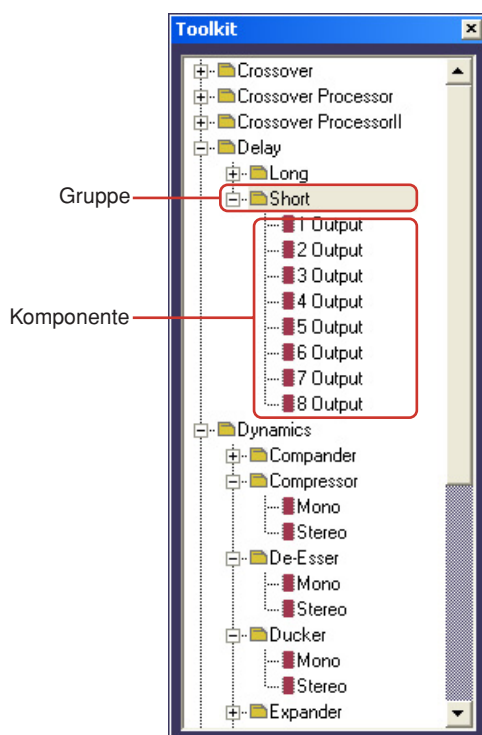 Toolkit
Crossover
Crossover Processor
Crossover ProcessorII
Delay
Long
Gruppe
Short
1 Output
2 Output
3 Output
4 Output
Komponente
5 Output
6 Output
7 Output
8 Output
Dynamics
Compander
Compressor
Mono
Stereo
De-Esser
Mono
Stereo
Ducker
Mono
Stereo
Expander